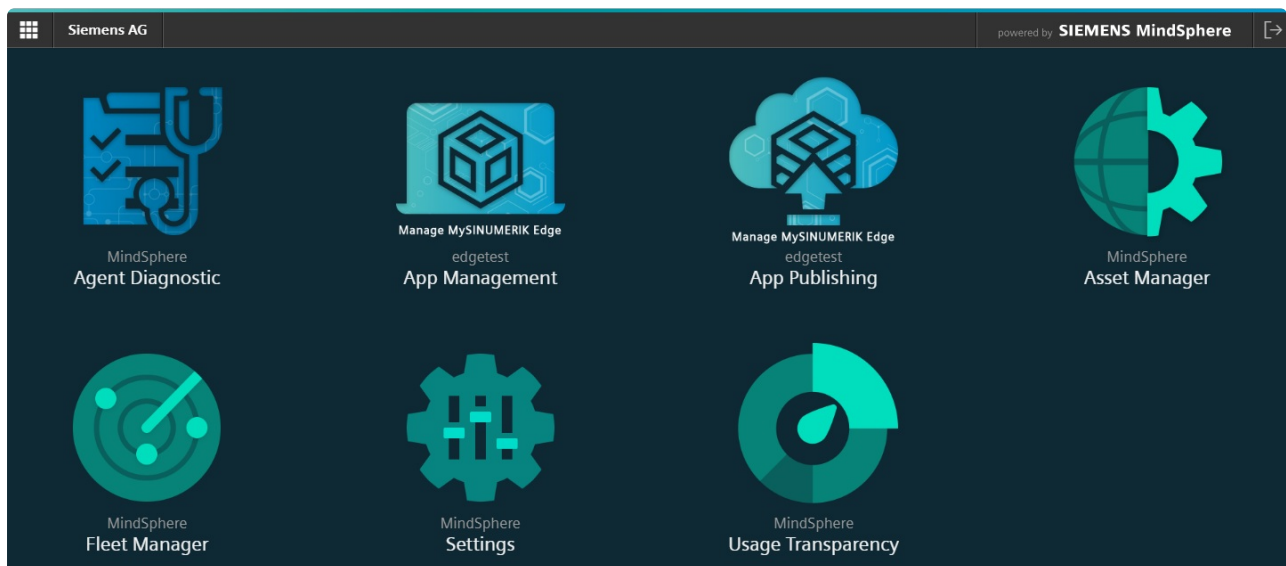 Siemens AG
powered by SIEMENS MindSphere
Manage MySINUMERIK Edge
Manage MySINUMERIK Edge
MindSphere
Agent Diagnostic
edgetest
App Management
edgetest
App Publishing
MindSphere
Asset Manager
MindSphere
Fleet Manager
MindSphere
Settings
MindSphere
Usage Transparency